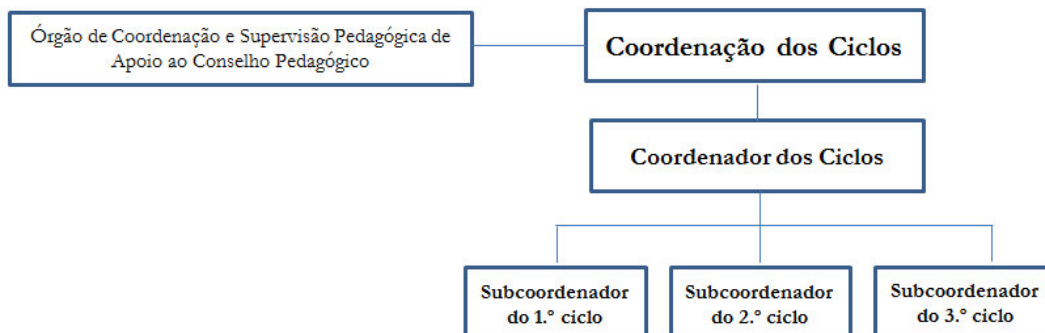 Órgão de Coordenação e Supervisão Pedagógica de
Apoio ao Conselho Pedagógico
Coordenação dos Ciclos
Coordenador dos Ciclos
Subcoordenador
do 1.º ciclo
Subcoordenador
do 2.º ciclo
Subcoordenador
do 3.º ciclo